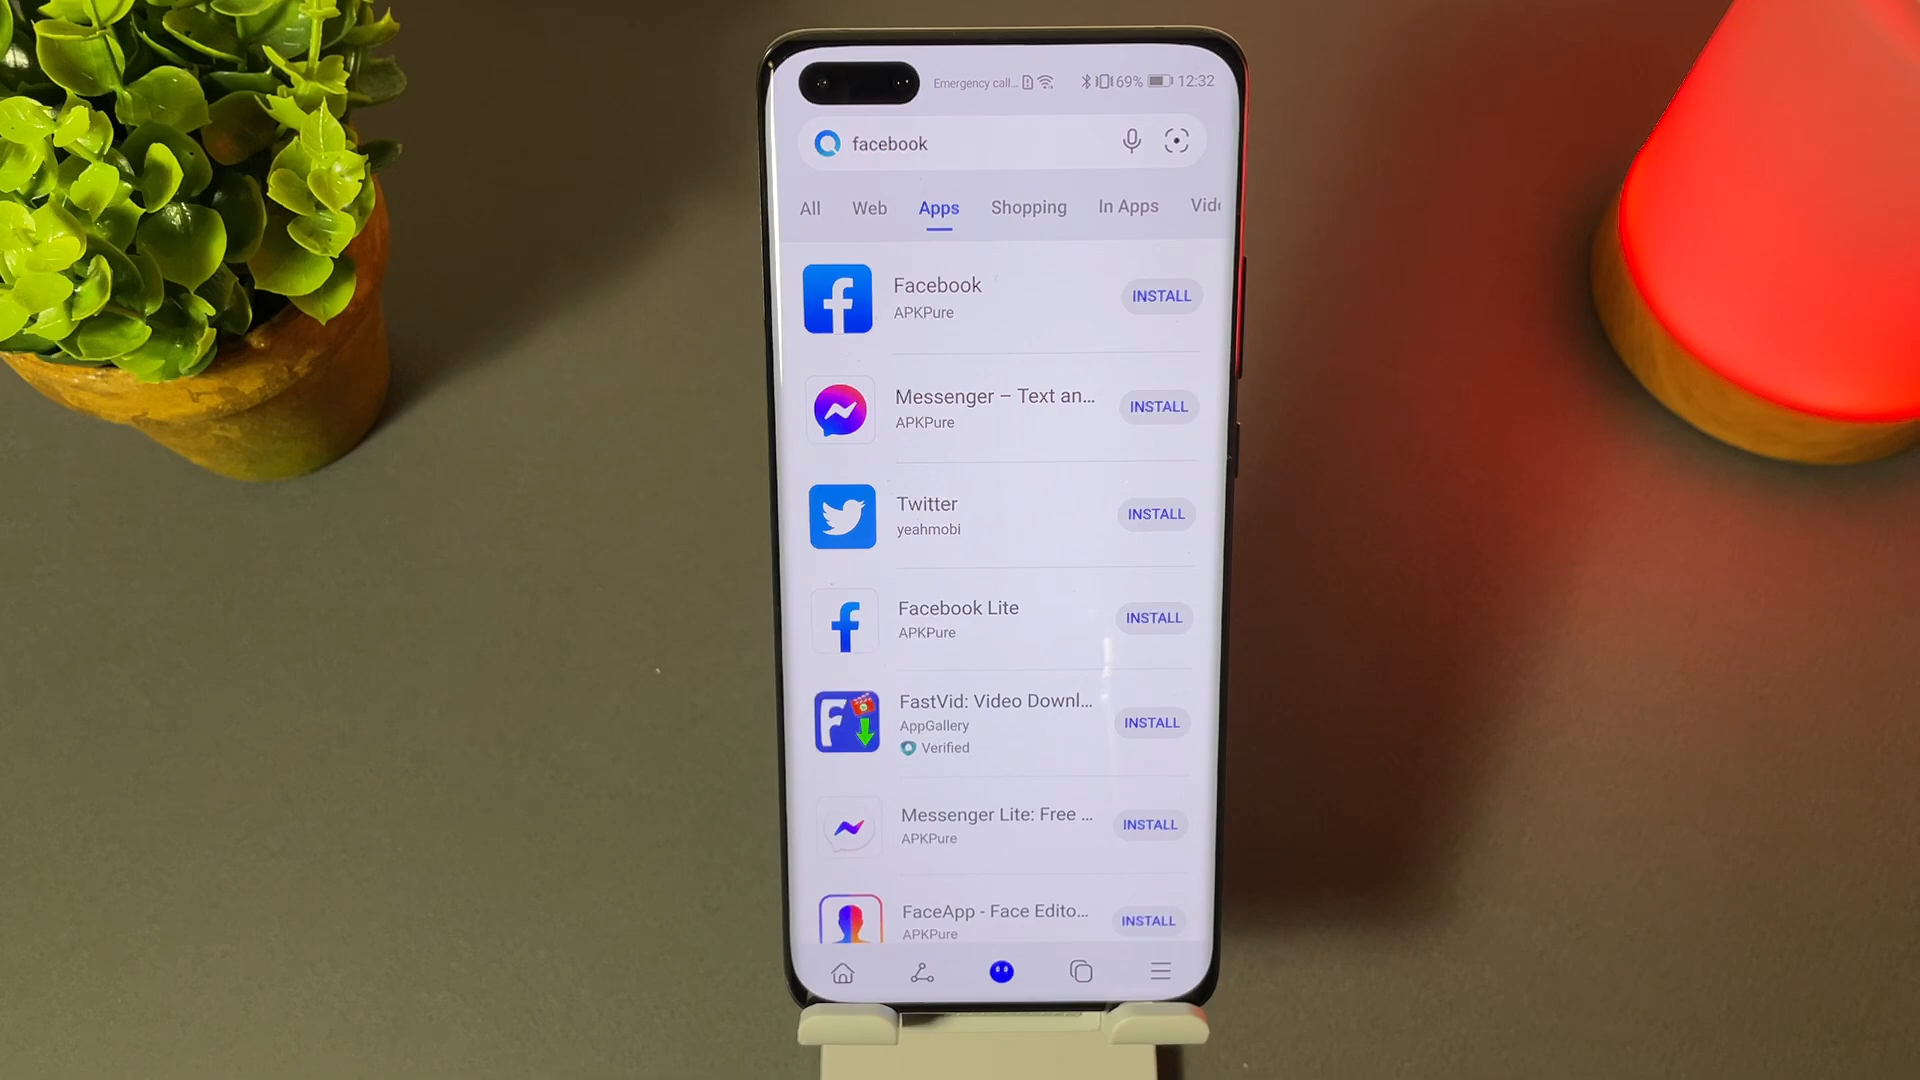 Emergency call... 69% 12:32
facebook
All Web Apps Shopping In Apps Vide
Facebook
APKPure
INSTALL
Messenger – Text an...
APKPure
INSTALL
Twitter
yeahmobi
INSTALL
Facebook Lite
APKPure
INSTALL
FastVid: Video Downl...
AppGallery
Verified
INSTALL
Messenger Lite: Free ...
APKPure
INSTALL
FaceApp - Face Edito...
APKPure
INSTALL